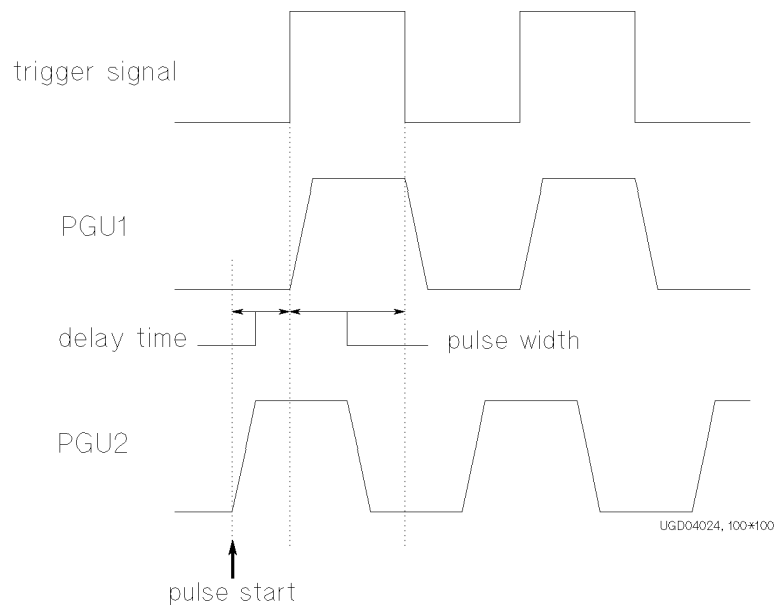 trigger signal
PGU1
delay time
pulse width
PGU2
UGD04024, 100*100
pulse start